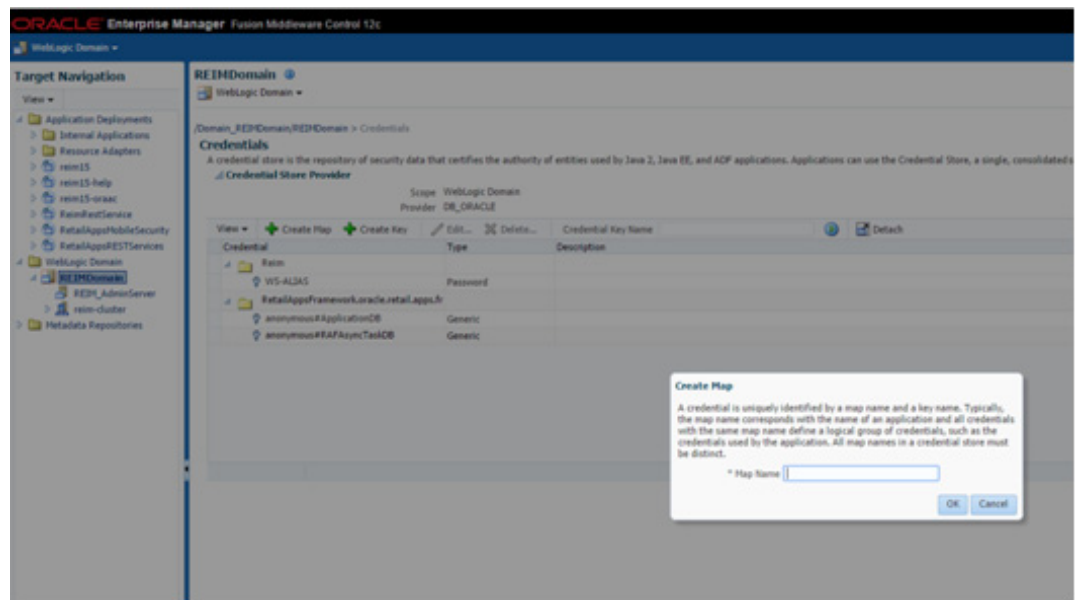 ORACLE Enterprise Manager Fusion Middleware Control 12c
WebLogic Domain
Target Navigation
View
Application Deployments
Internal Applications
Resource Adapters
reim15
reim15-help
reim15-oraac
ReimRestService
RetailAppsMobileSecurity
RetailAppsRESTServices
WebLogic Domain
REIMDomain
REIM_AdminServer
reim-cluster
Metadata Repositories
REIMDomain
WebLogic Domain
/Domain_REIMDomain/REIMDomain > Credentials
Credentials
A credential store is the repository of security data that certifies the authority of entities used by Java 2, Java EE, and ADF applications. Applications can use the Credential Store, a single, consolidated
Credential Store Provider
Scope WebLogic Domain
Provider DB_ORACLE
View Create Map Create Key Edit... Delete... Credential Key Name Detach
Credential Type Description
Reim
WS-ALIAS Password
RetailAppsFramework.oracle.retail.apps.fr
anonymous#ApplicationDB Generic
anonymous#RAFAsyncTaskDB Generic
Create Map
A credential is uniquely identified by a map name and a key name. Typically,
the map name corresponds with the name of an application and all credentials
with the same map name define a logical group of credentials, such as the
credentials used by the application. All map names in a credential store must
be distinct.
* Map Name
OK Cancel